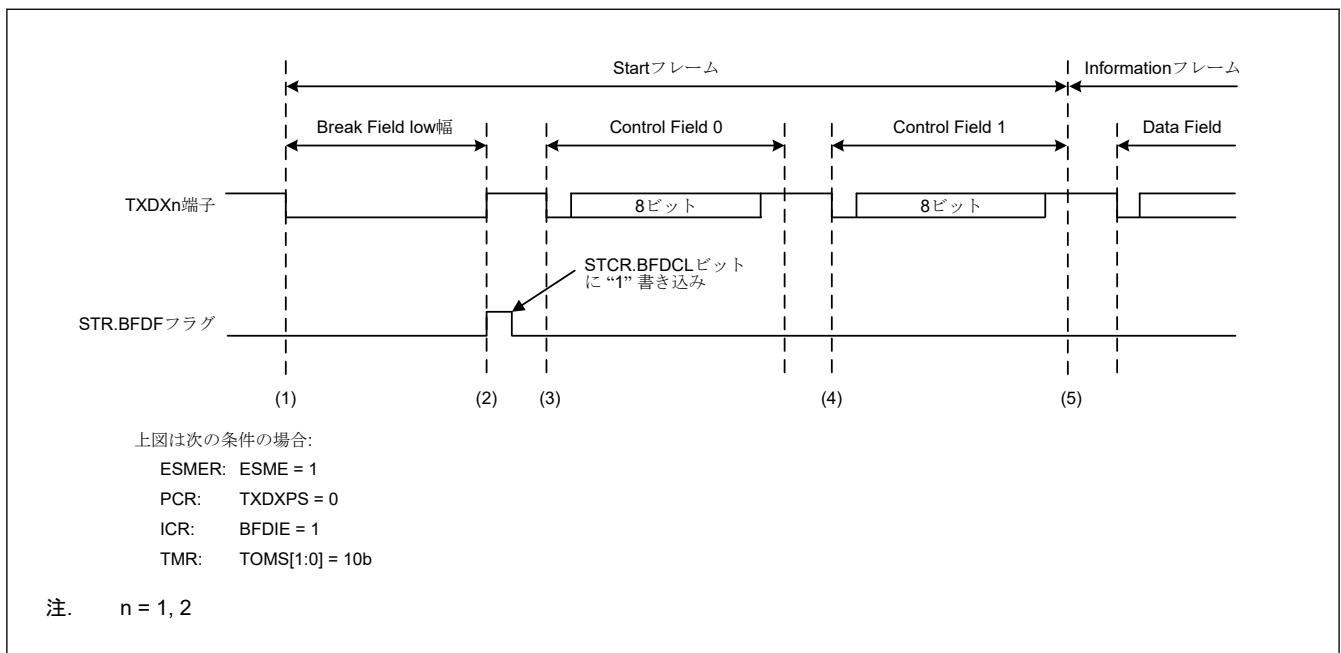 Startフレーム
Informationフレーム
Break Field low幅
Control Field 0
Control Field 1
Data Field
TXDXn端子
8ビット
8ビット
STCR.BFDCLビット
に “1” 書き込み
STR.BFDFフラグ
(1)
(2)
(3)
(4)
(5)
上図は次の条件の場合:
ESMER: ESME = 1
PCR: TXDXPS = 0
ICR: BFDIE = 1
TMR: TOMS[1:0] = 10b
注. n = 1, 2